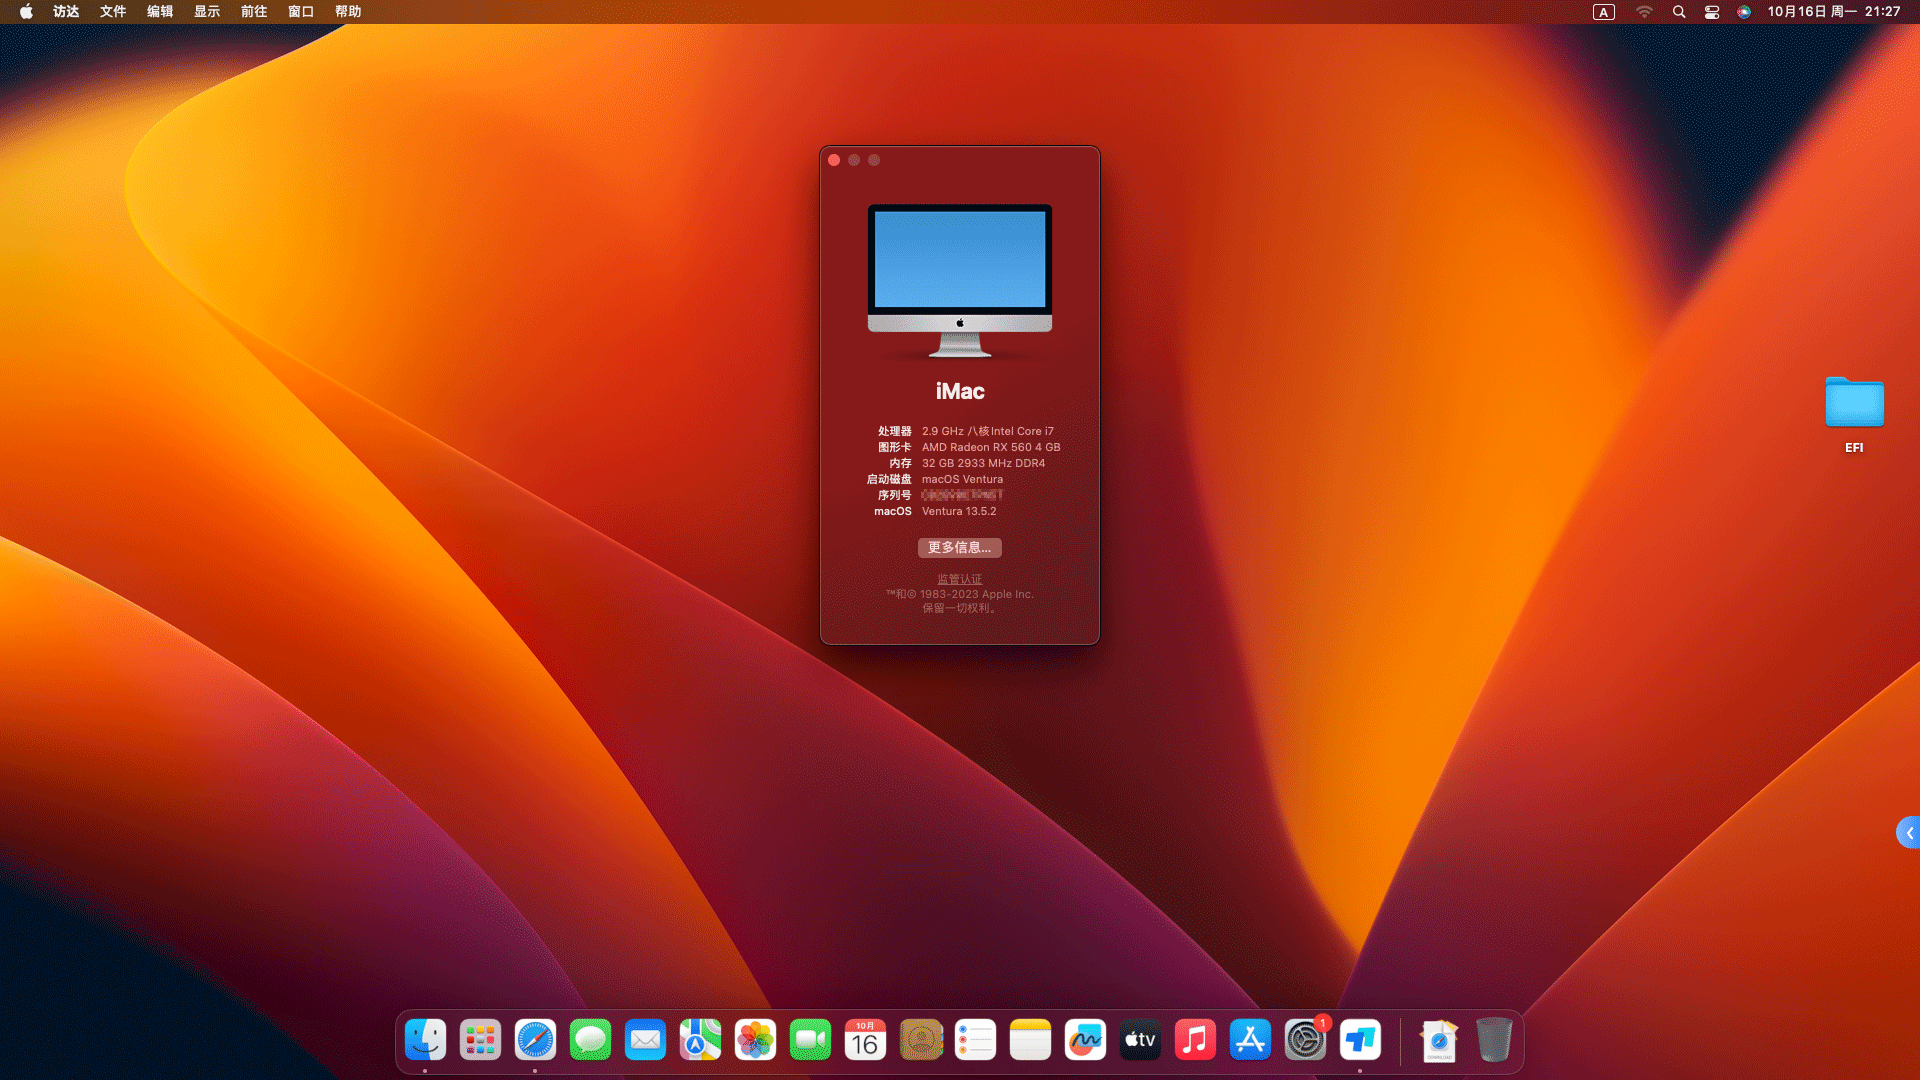 访达 文件 编辑 显示 前往 窗口 帮助
A 10月16日 周一 21:27
iMac
处理器 2.9 GHz 八核Intel Core i7
图形卡 AMD Radeon RX 560 4 GB
内存 32 GB 2933 MHz DDR4
启动磁盘 macOS Ventura
序列号
macOS Ventura 13.5.2
更多信息...
监管认证
™和© 1983-2023 Apple Inc.
保留一切权利。
EFI
10月
16
tv
1
DOWNLOAD